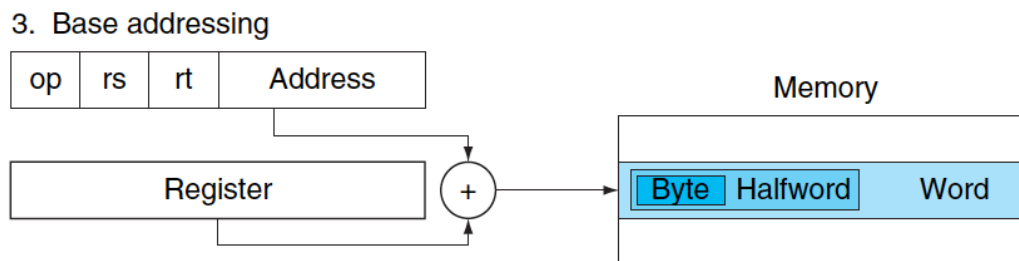 3. Base addressing
op rs rt Address
Memory
Register + Byte Halfword Word